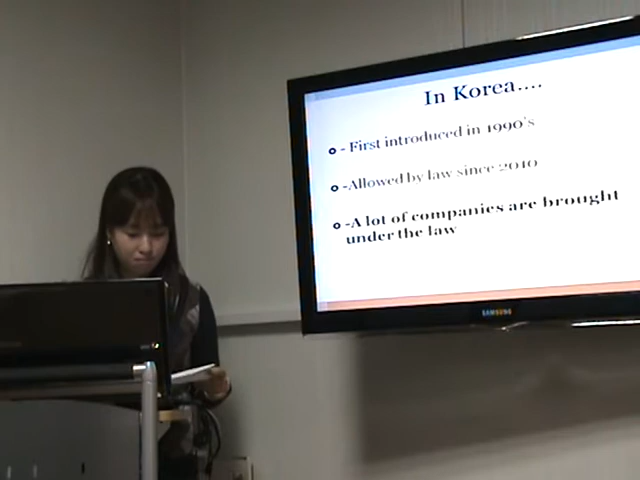 In Korea....
- First introduced in 1990's
-Allowed by law since 2010
-A lot of companies are brought
under the law
SAMSUNG